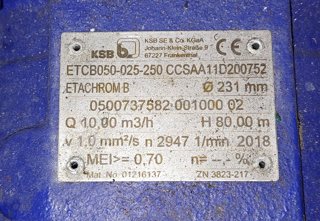 KSB
KSB SE & Co. KGaA
Johann-Klein-Straße 9
67227 Frankenthal
ETCB050-025-250 CCSAA11D200752
ETACHROM B Ø 231 mm
0500737582 001000 02
Q 10,00 m3/h H 80,00 m
v 1,0 mm²/s n 2947 1/min 2018
MEI>= 0,70 n= -,- %
Mat. No. 01216137 ZN 3823-217